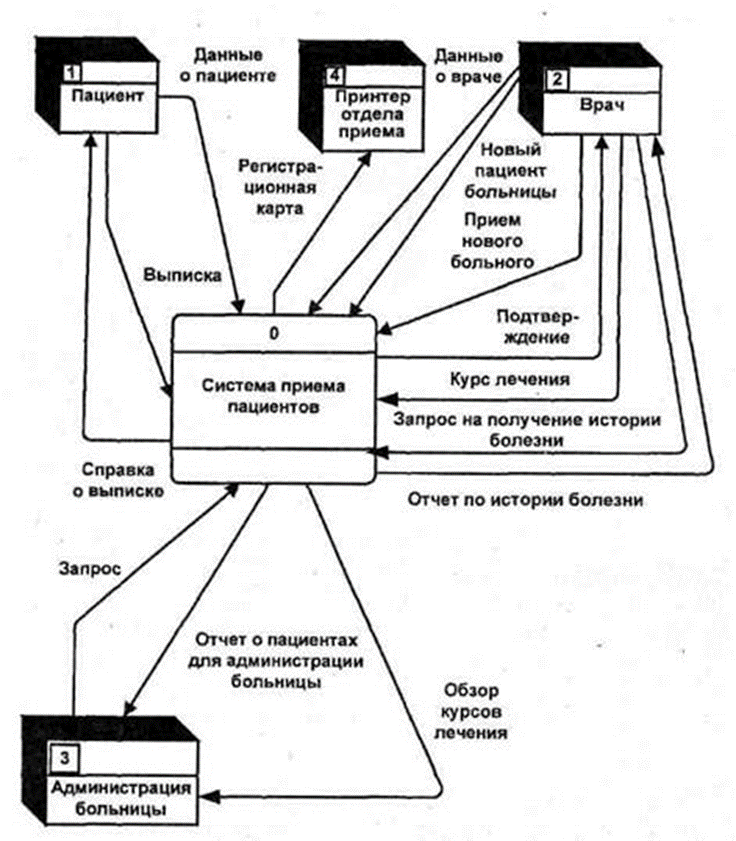 1
Пациент
Данные
о пациенте
4
Принтер
отдела
приема
Данные
о враче
2
Врач
Регистра-
ционная
карта
Новый
пациент
больницы
Прием
нового
больного
Выписка
0
Система приема
пациентов
Подтвер-
ждение
Курс лечения
Запрос на получение истории
болезни
Отчет по истории болезни
Справка
о выписке
Запрос
Отчет о пациентах
для администрации
больницы
Обзор
курсов
лечения
3
Администрация
больницы